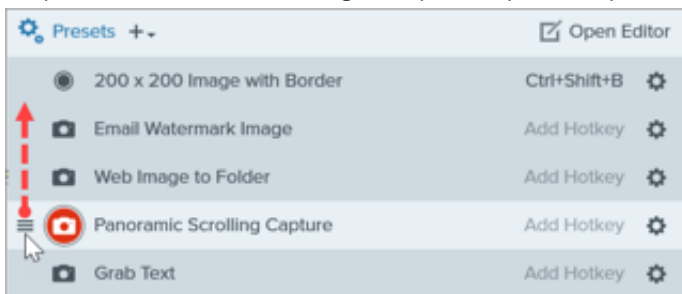 Presets Open Editor
200 x 200 Image with Border Ctrl+Shift+B
Email Watermark Image Add Hotkey
Web Image to Folder Add Hotkey
Panoramic Scrolling Capture Add Hotkey
Grab Text Add Hotkey